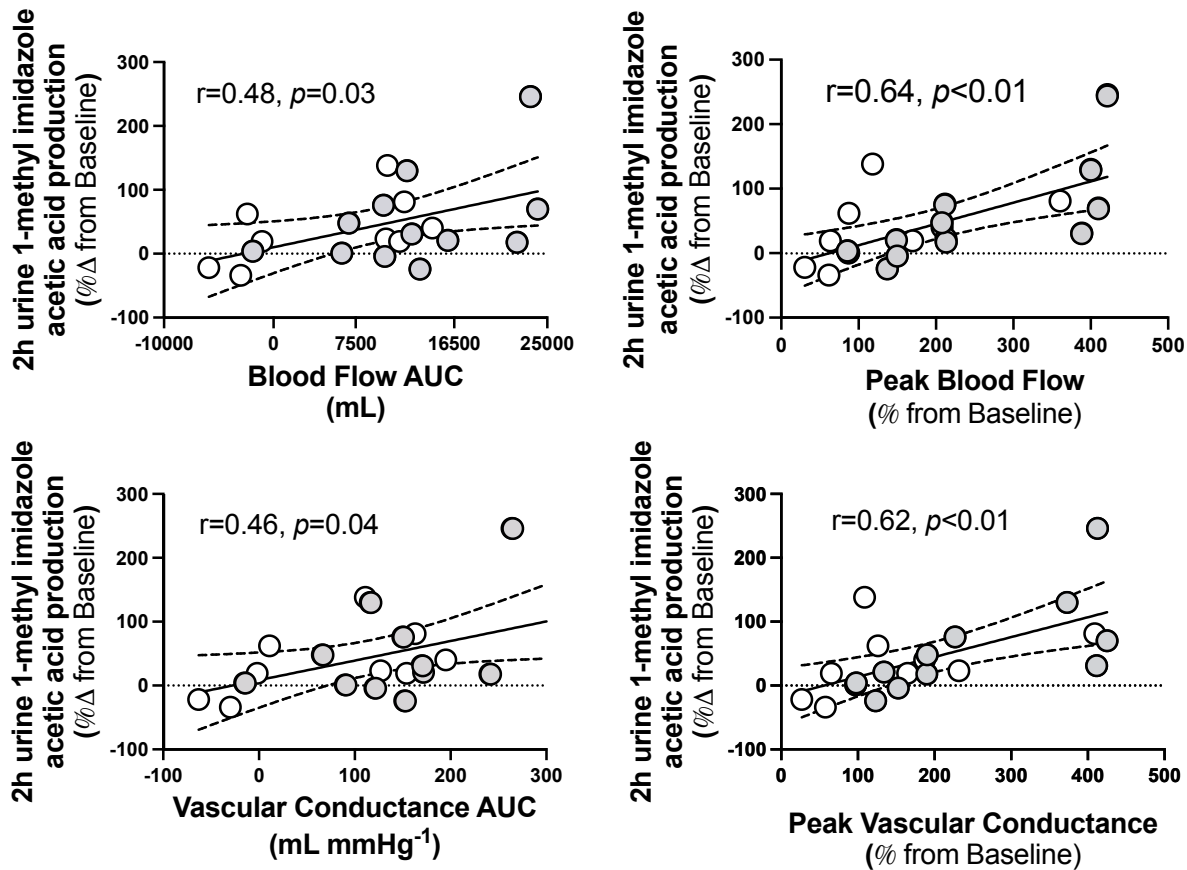 2h urine 1-methyl imidazole
acetic acid production
(%Δ from Baseline)
300
200
100
0
-100
r=0.48, p=0.03
-10000
0
7500
16500
25000
Blood Flow AUC
(mL)
2h urine 1-methyl imidazole
acetic acid production
(%Δ from Baseline)
300
200
100
0
-100
r=0.64, p<0.01
0
100
200
300
400
500
Peak Blood Flow
(% from Baseline)
2h urine 1-methyl imidazole
acetic acid production
(%Δ from Baseline)
300
200
100
0
-100
r=0.46, p=0.04
-100
0
100
200
300
Vascular Conductance AUC
(mL mmHg-1)
2h urine 1-methyl imidazole
acetic acid production
(%Δ from Baseline)
300
200
100
0
-100
r=0.62, p<0.01
0
100
200
300
400
500
Peak Vascular Conductance
(% from Baseline)